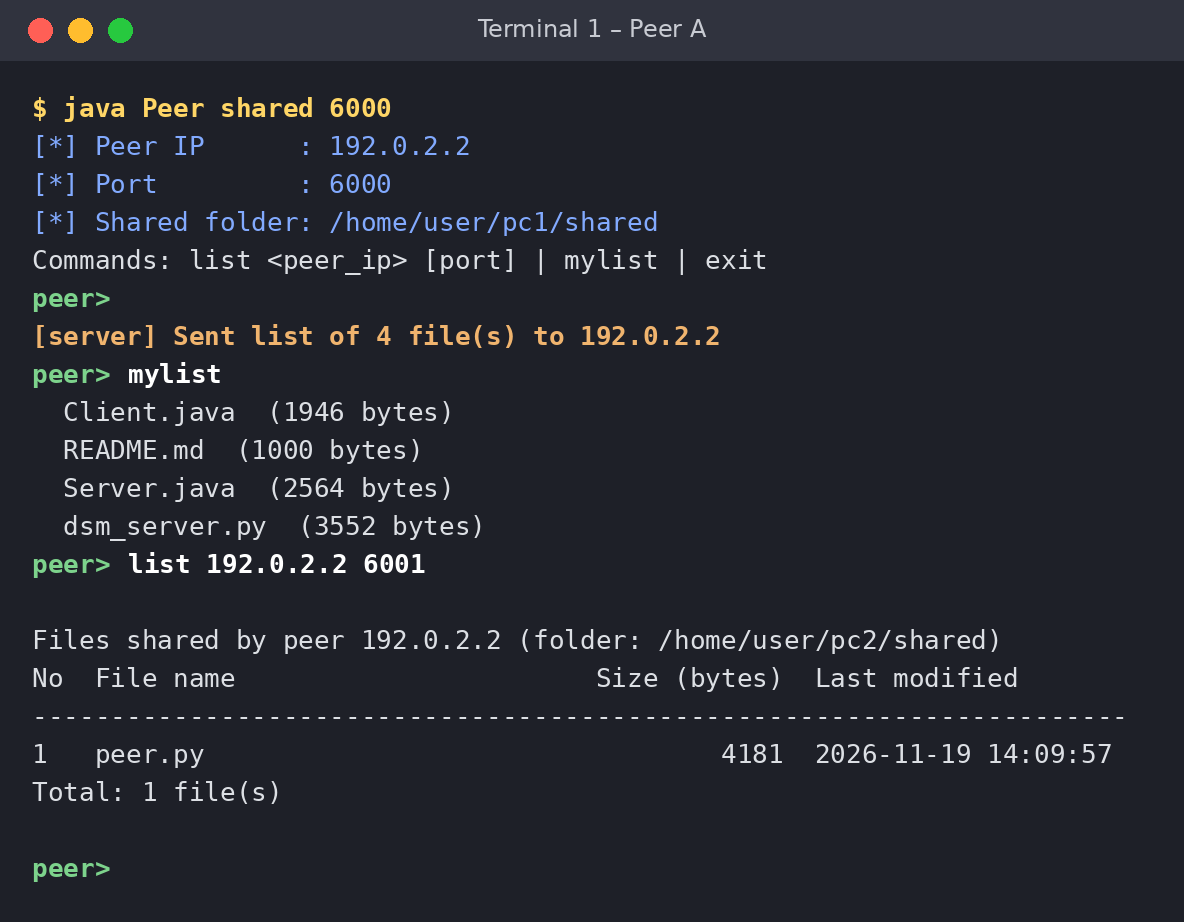 Terminal 1 – Peer A
$ java Peer shared 6000
[*] Peer IP      : 192.0.2.2
[*] Port         : 6000
[*] Shared folder: /home/user/pc1/shared
Commands: list <peer_ip> [port] | mylist | exit
peer>
[server] Sent list of 4 file(s) to 192.0.2.2
peer> mylist
  Client.java  (1946 bytes)
  README.md  (1000 bytes)
  Server.java  (2564 bytes)
  dsm_server.py  (3552 bytes)
peer> list 192.0.2.2 6001
Files shared by peer 192.0.2.2 (folder: /home/user/pc2/shared)
No  File name                       Size (bytes)  Last modified
----------------------------------------------------------------------
1   peer.py                                 4181  2026-11-19 14:09:57
Total: 1 file(s)
peer>